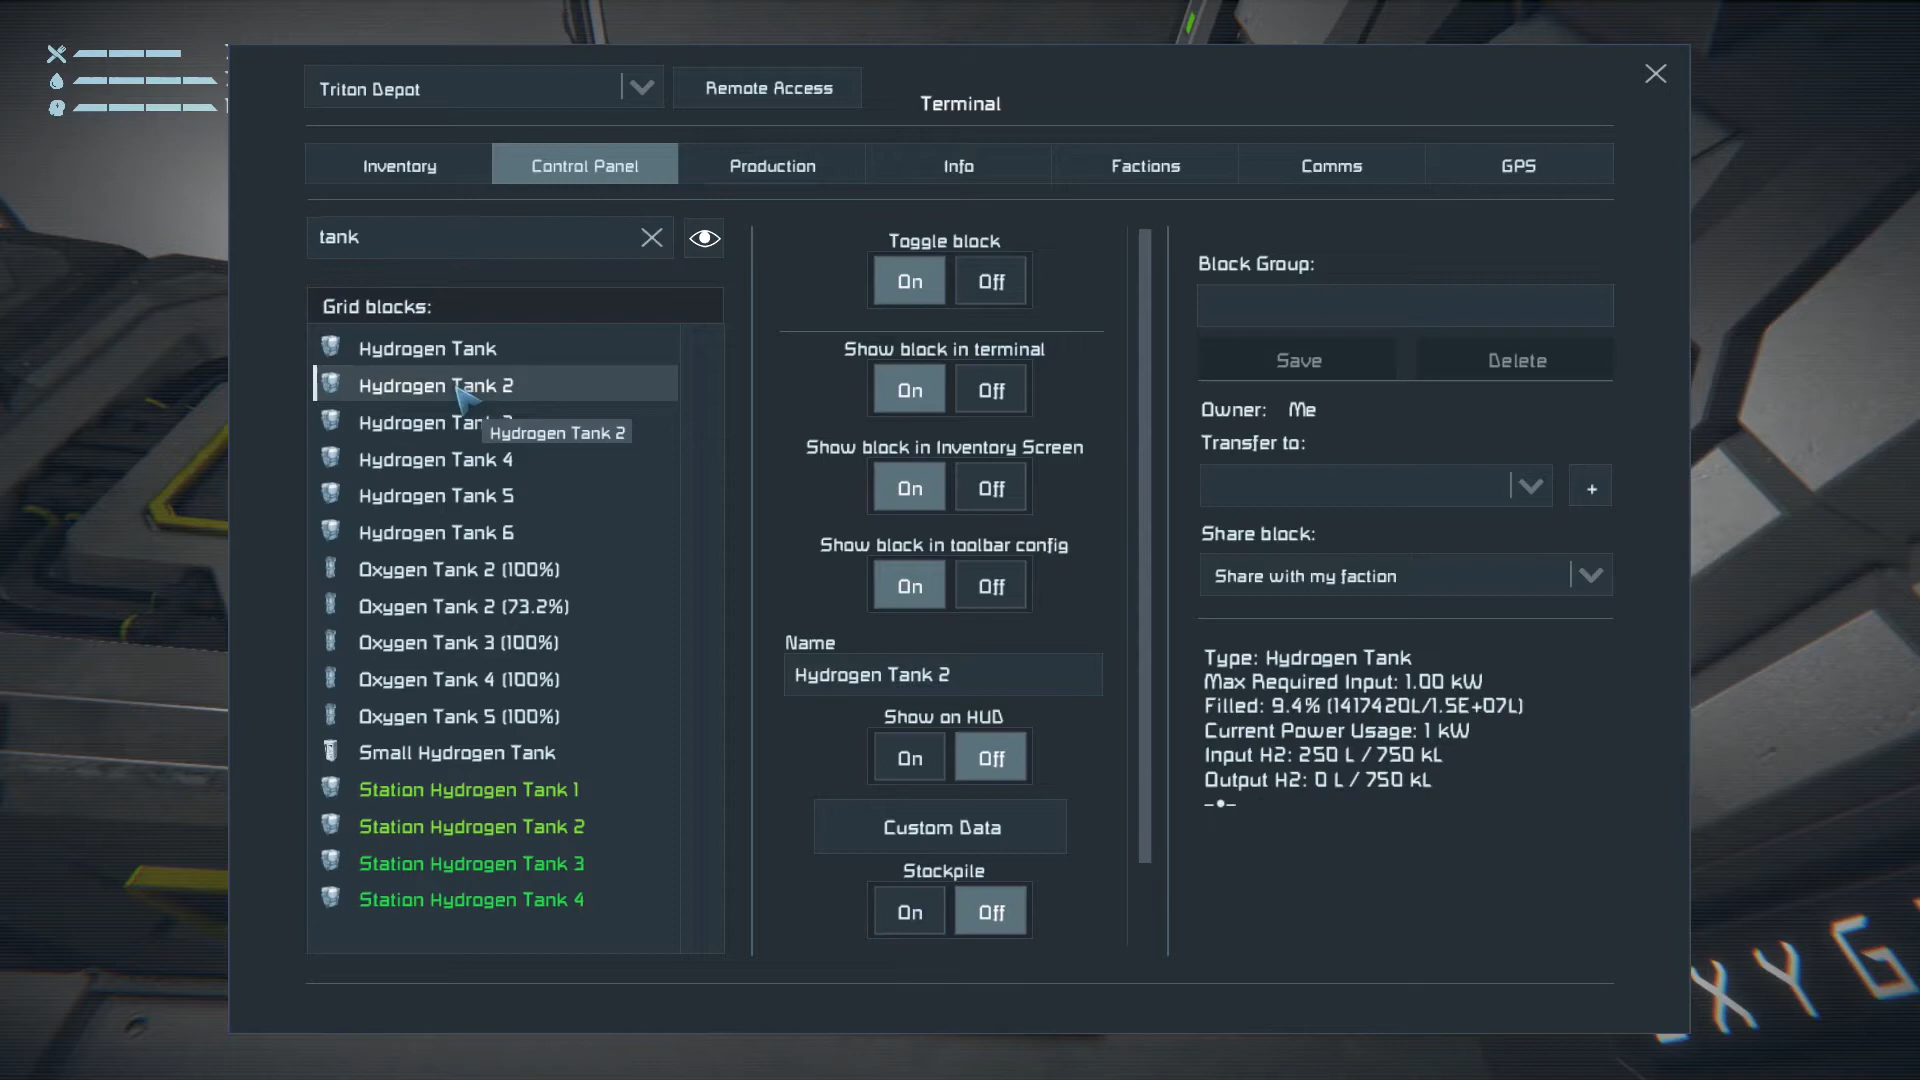 Triton Depot
Remote Access
Terminal
Inventory
Control Panel
Production
Info
Factions
Comms
GPS
tank
Grid blocks:
Hydrogen Tank
Hydrogen Tank 2
Hydrogen Tan
Hydrogen Tank 2
Hydrogen Tank 4
Hydrogen Tank 5
Hydrogen Tank 6
Oxygen Tank 2 (100%)
Oxygen Tank 2 (73.2%)
Oxygen Tank 3 (100%)
Oxygen Tank 4 (100%)
Oxygen Tank 5 (100%)
Small Hydrogen Tank
Station Hydrogen Tank 1
Station Hydrogen Tank 2
Station Hydrogen Tank 3
Station Hydrogen Tank 4
Toggle block
On Off
Show block in terminal
On Off
Show block in Inventory Screen
On Off
Show block in toolbar config
On Off
Name
Hydrogen Tank 2
Show on HUD
On Off
Custom Data
Stockpile
On Off
Block Group:
Save
Delete
Owner: Me
Transfer to:
+
Share block:
Share with my faction
Type: Hydrogen Tank
Max Required Input: 1.00 kW
Filled: 9.4% (1417420L/1.5E+07L)
Current Power Usage: 1 kW
Input H2: 250 L / 750 kL
Output H2: 0 L / 750 kL
-•-
XYG